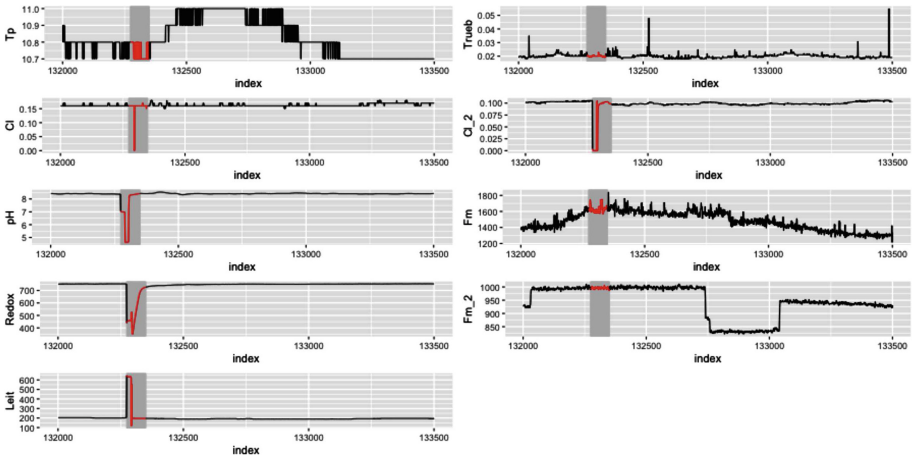 Tp
11.0
10.9
10.8
10.7
132000 132500 133000 133500
index
Trueb
0.05
0.04
0.03
0.02
132000 132500 133000 133500
index
Cl
0.15
0.10
0.05
0.00
132000 132500 133000 133500
index
Cl_2
0.100
0.075
0.050
0.025
0.000
132000 132500 133000 133500
index
pH
8
7
6
5
132000 132500 133000 133500
index
Fm
1800
1600
1400
1200
132000 132500 133000 133500
index
Redox
700
600
500
400
132000 132500 133000 133500
index
Fm_2
1000
950
900
850
132000 132500 133000 133500
index
Leit
600
500
400
300
200
100
132000 132500 133000 133500
index